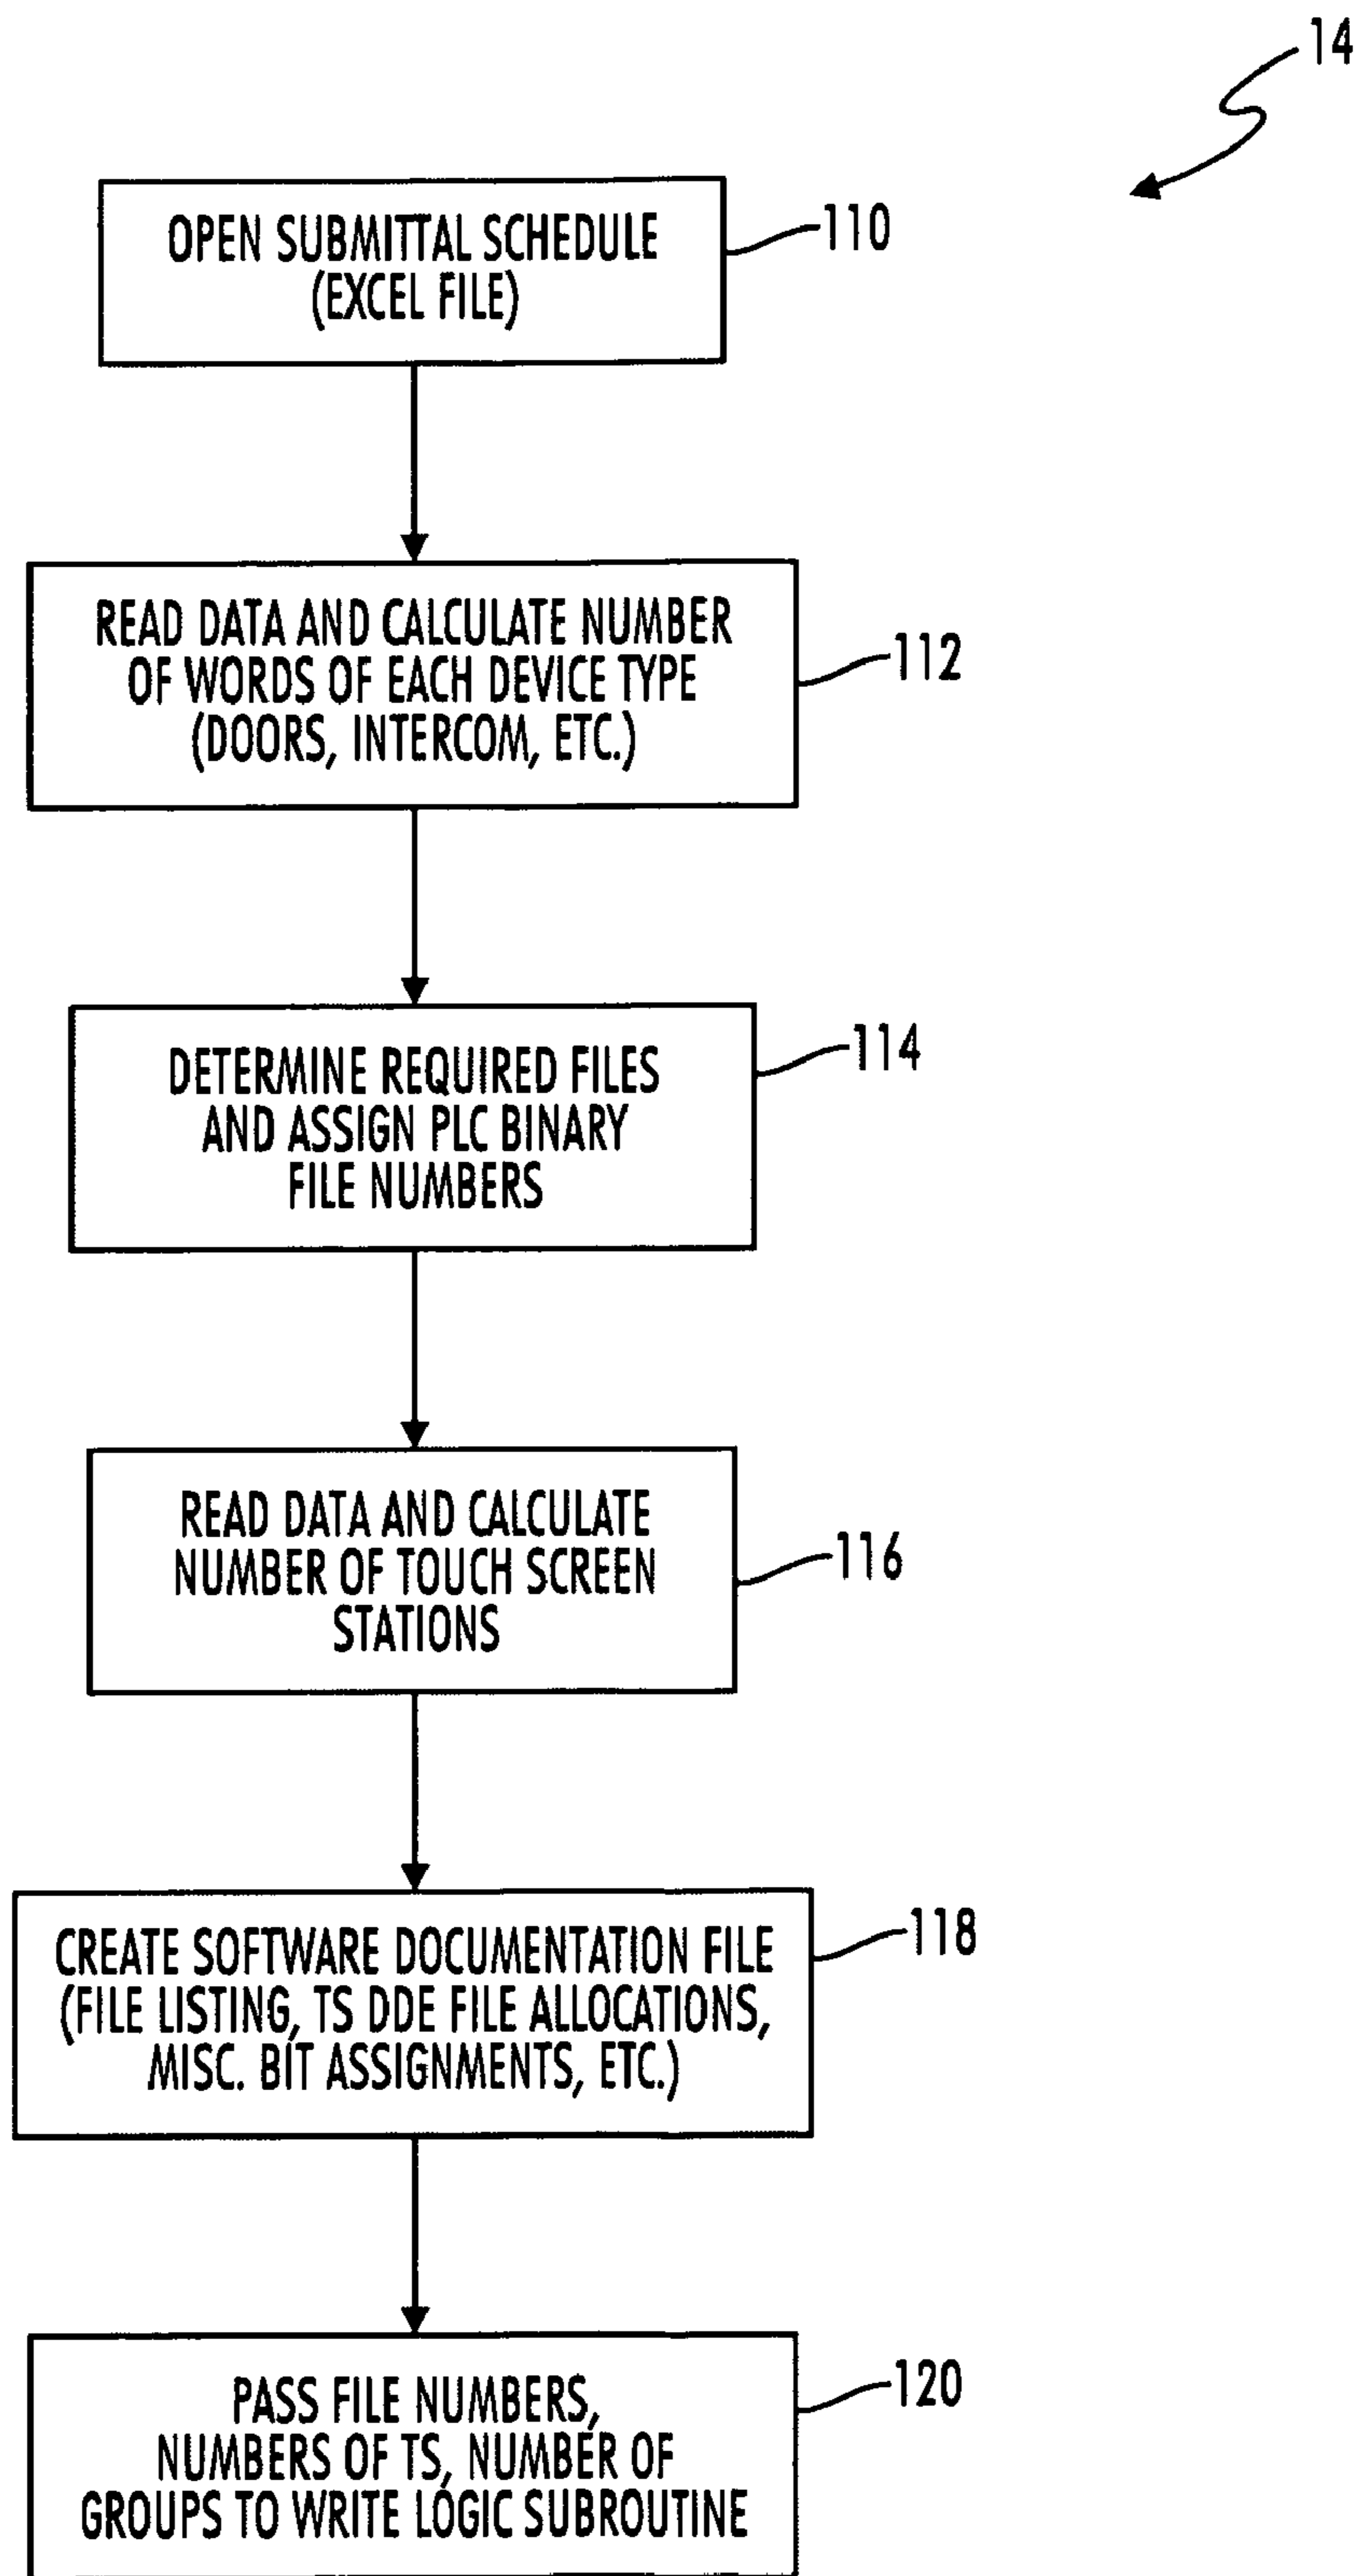 14
OPEN SUBMITTAL SCHEDULE
(EXCEL FILE)
110
READ DATA AND CALCULATE NUMBER
OF WORDS OF EACH DEVICE TYPE
(DOORS, INTERCOM, ETC.)
112
DETERMINE REQUIRED FILES
AND ASSIGN PLC BINARY
FILE NUMBERS
114
READ DATA AND CALCULATE
NUMBER OF TOUCH SCREEN
STATIONS
116
CREATE SOFTWARE DOCUMENTATION FILE
(FILE LISTING, TS DDE FILE ALLOCATIONS,
MISC. BIT ASSIGNMENTS, ETC.)
118
PASS FILE NUMBERS,
NUMBERS OF TS, NUMBER OF
GROUPS TO WRITE LOGIC SUBROUTINE
120